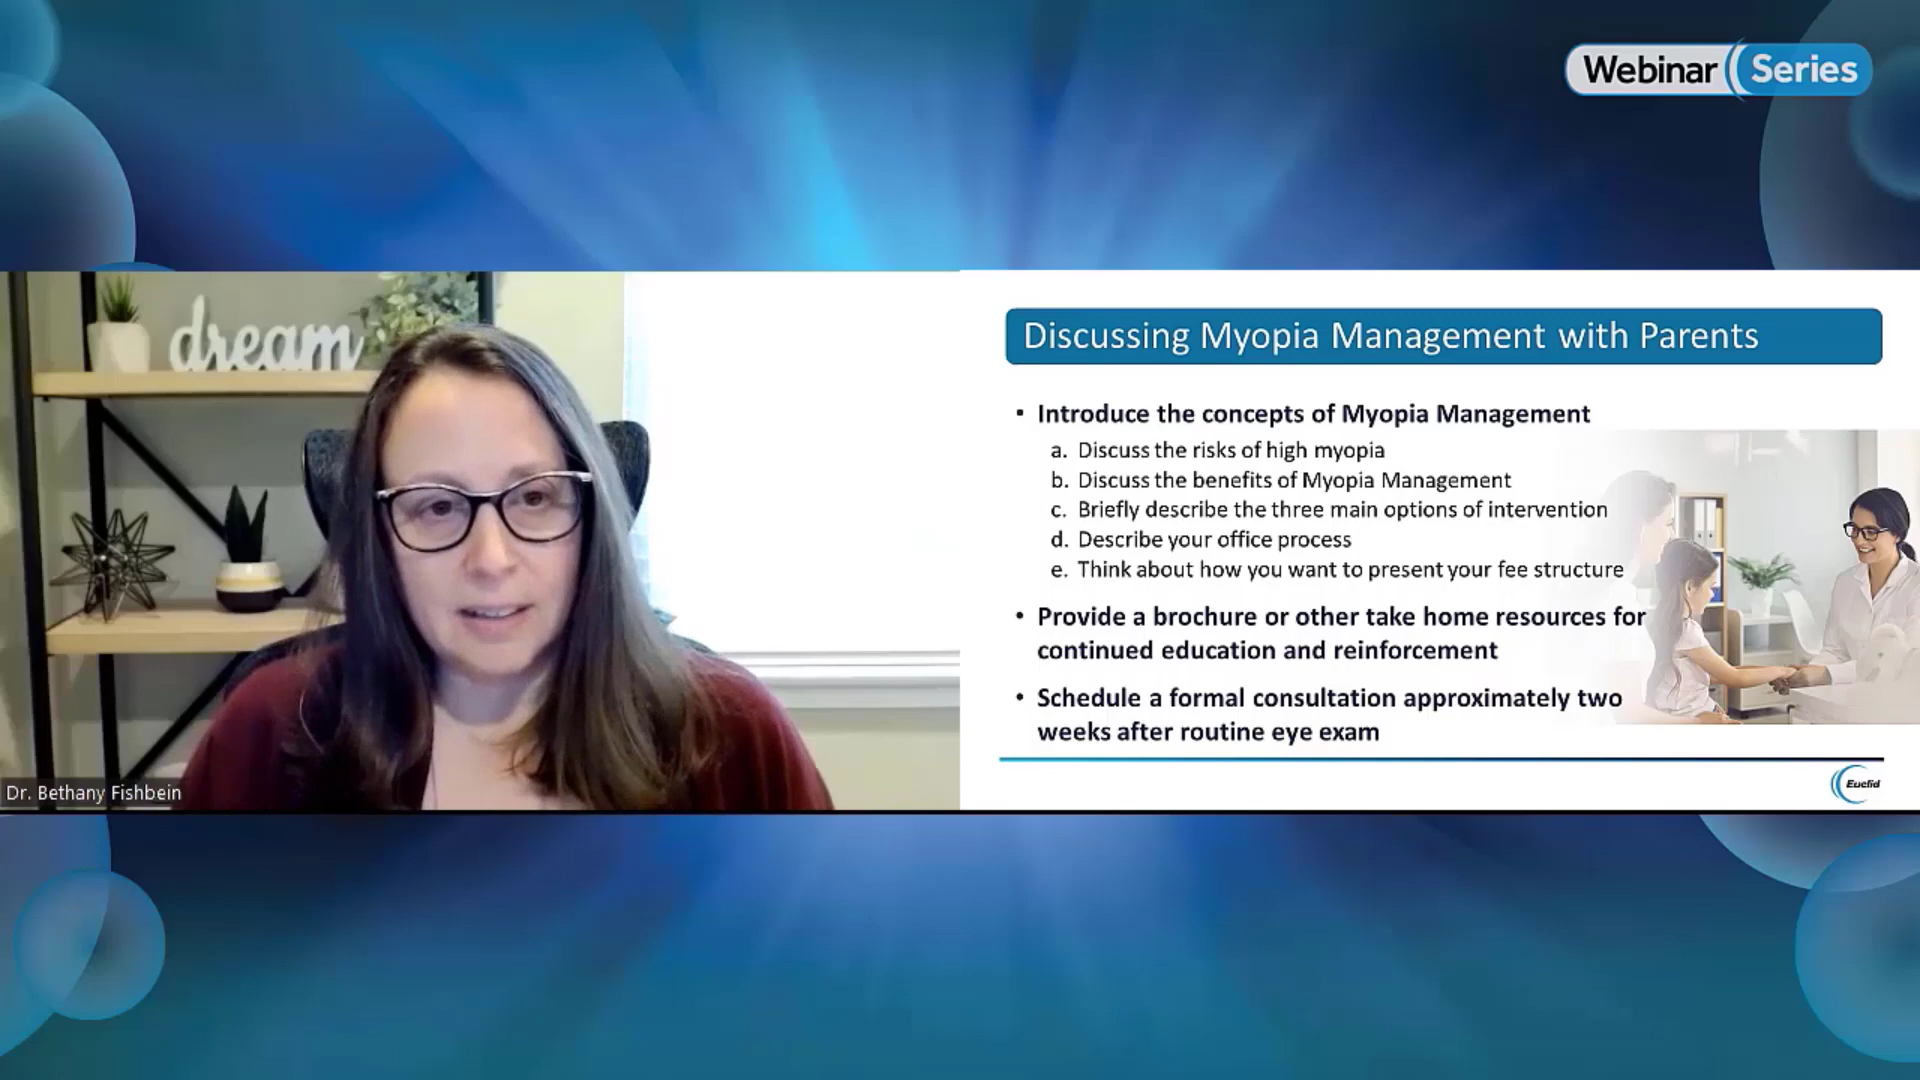 Webinar Series
dream
Dr. Bethany Fishbein
Discussing Myopia Management with Parents
• Introduce the concepts of Myopia Management
a. Discuss the risks of high myopia
b. Discuss the benefits of Myopia Management
c. Briefly describe the three main options of intervention
d. Describe your office process
e. Think about how you want to present your fee structure
• Provide a brochure or other take home resources for
continued education and reinforcement
• Schedule a formal consultation approximately two
weeks after routine eye exam
Euclid